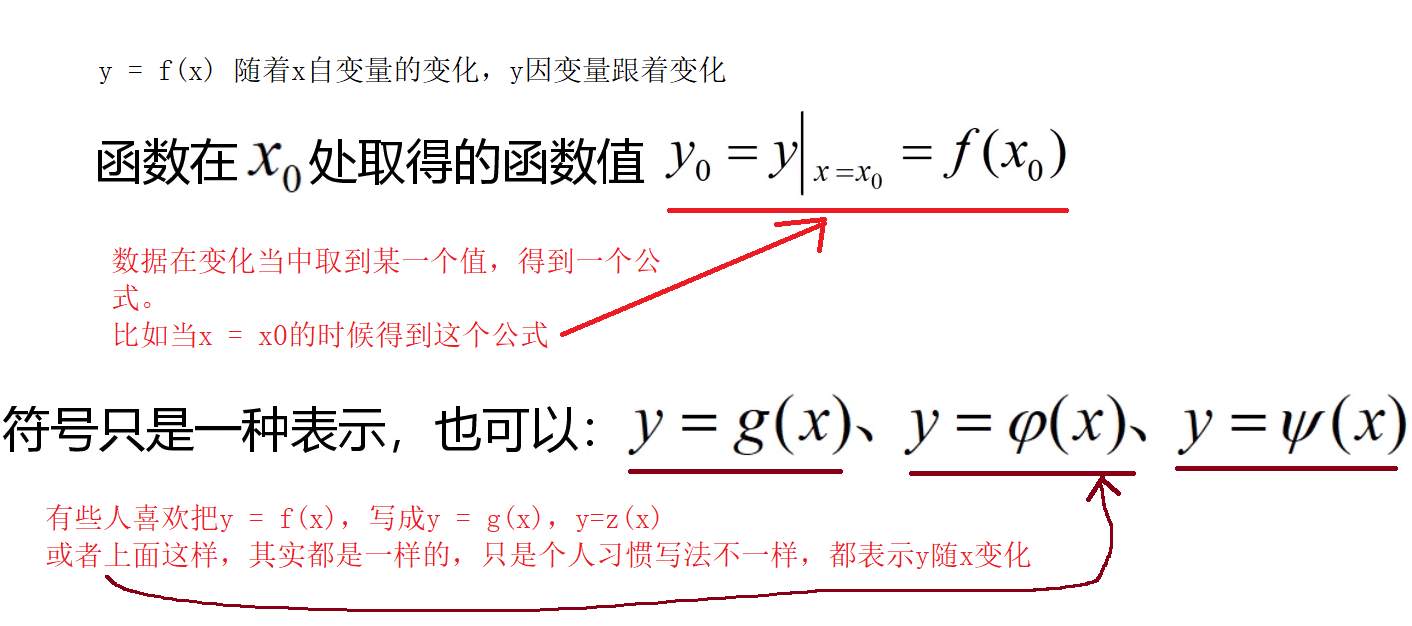 y = f(x) 随着x自变量的变化，y因变量跟着变化
函数在 x₀ 处取得的函数值 y₀ = y|ₓ₌ₓ₀ = f(x₀)
数据在变化当中取到某一个值，得到一个公
式。
比如当x = x0的时候得到这个公式
符号只是一种表示，也可以：y = g(x)、y = φ(x)、y = ψ(x)
有些人喜欢把y = f(x)，写成y = g(x)，y=z(x)
或者上面这样，其实都是一样的，只是个人习惯写法不一样，都表示y随x变化